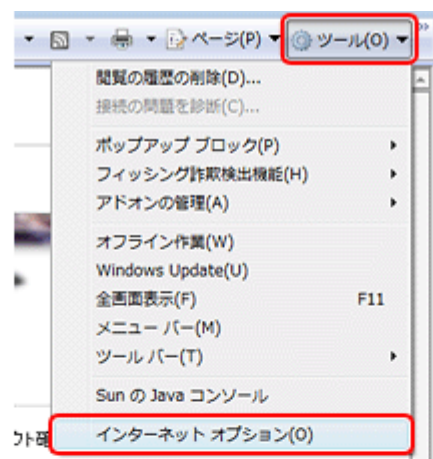 ページ(P) ツール(O)
閲覧の履歴の削除(D)...
接続の問題を診断(C)...
ポップアップ ブロック(P)
フィッシング詐欺検出機能(H)
アドオンの管理(A)
オフライン作業(W)
Windows Update(U)
全画面表示(F) F11
メニュー バー(M)
ツール バー(T)
Sun の Java コンソール
インターネット オプション(O)